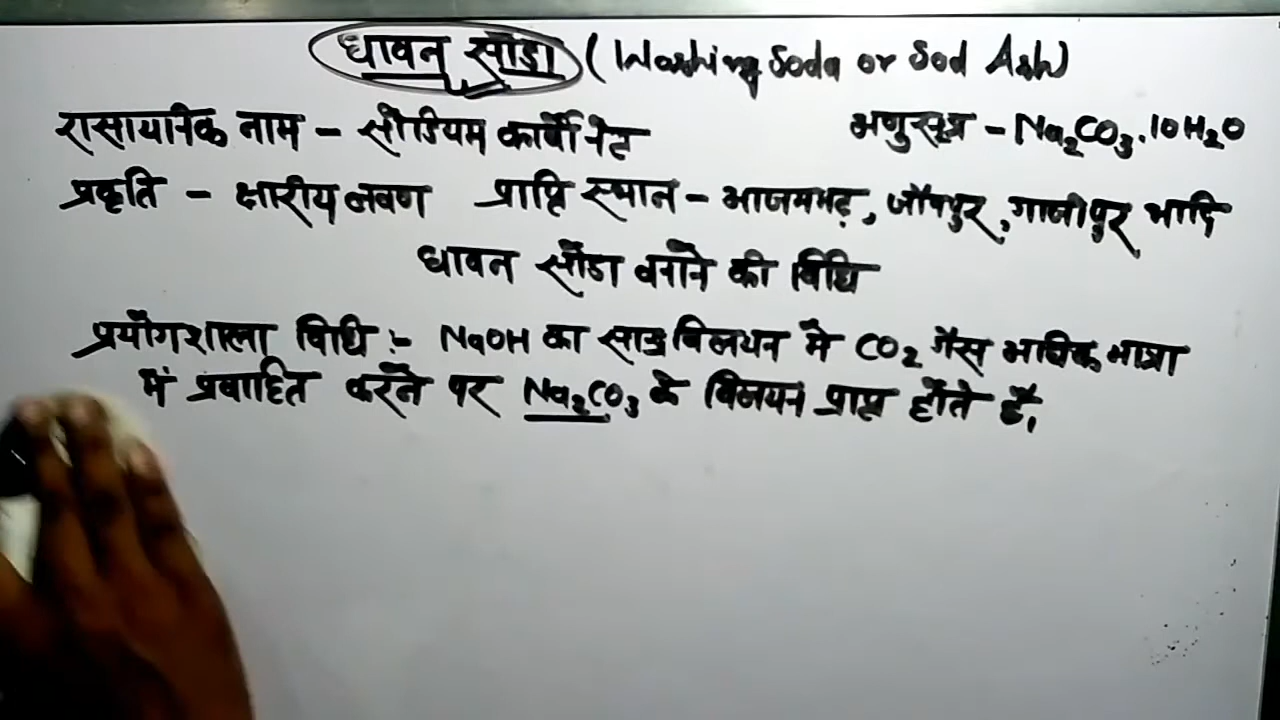 धावन सोडा (Washing Soda or Sod Ash)
रासायनिक नाम - सोडियम कार्बोनेट अणुसूत्र - Na₂CO₃.10H₂O
प्रकृति - क्षारीय लवण प्राप्ति स्थान - आजमगढ़, जौनपुर, गाजीपुर आदि
धावन सोडा बनाने की विधि
प्रयोगशाला विधि :- NaOH का सान्द्र विलयन मे CO₂ गैस अधिक मात्रा
में प्रवाहित करने पर Na₂CO₃ के विलयन प्राप्त होते है,